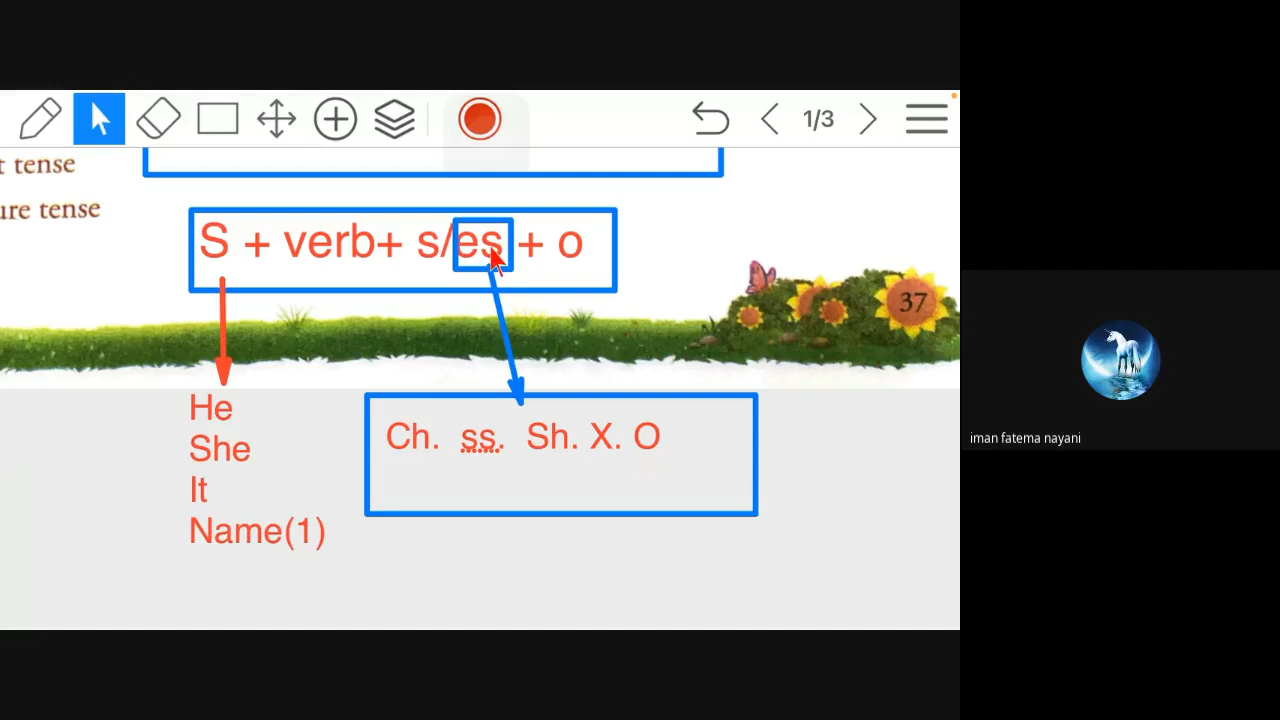 1/3
t tense
ure tense
S + verb+ s/es + o
37
He
She
It
Name(1)
Ch. ss. Sh. X. O
iman fatema nayani